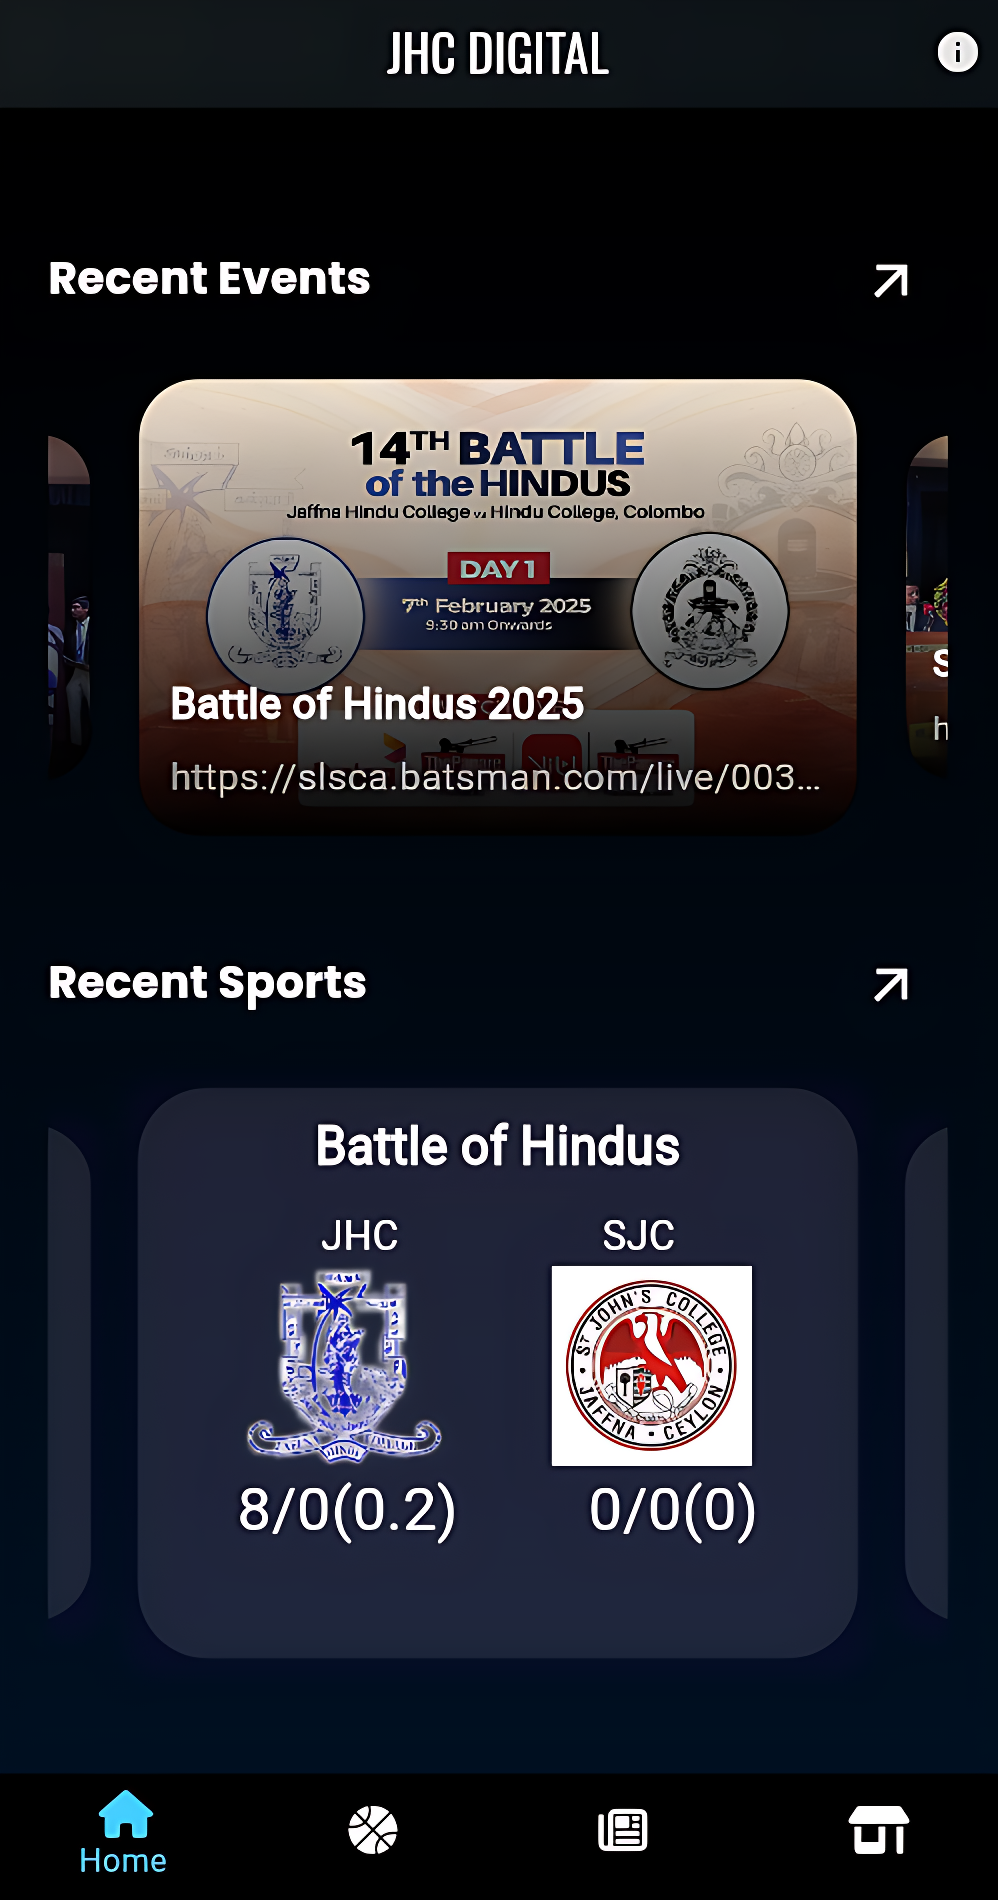 JHC DIGITAL
Recent Events
14TH BATTLE
of the HINDUS
Jaffna Hindu College v. Hindu College, Colombo
DAY 1
7th February 2025
9:30 am Onwards
Battle of Hindus 2025
https://slsca.batsman.com/live/003...
S
h
Recent Sports
Battle of Hindus
JHC SJC
ST JOHN'S COLLEGE
JAFFNA • CEYLON
8/0(0.2) 0/0(0)
Home